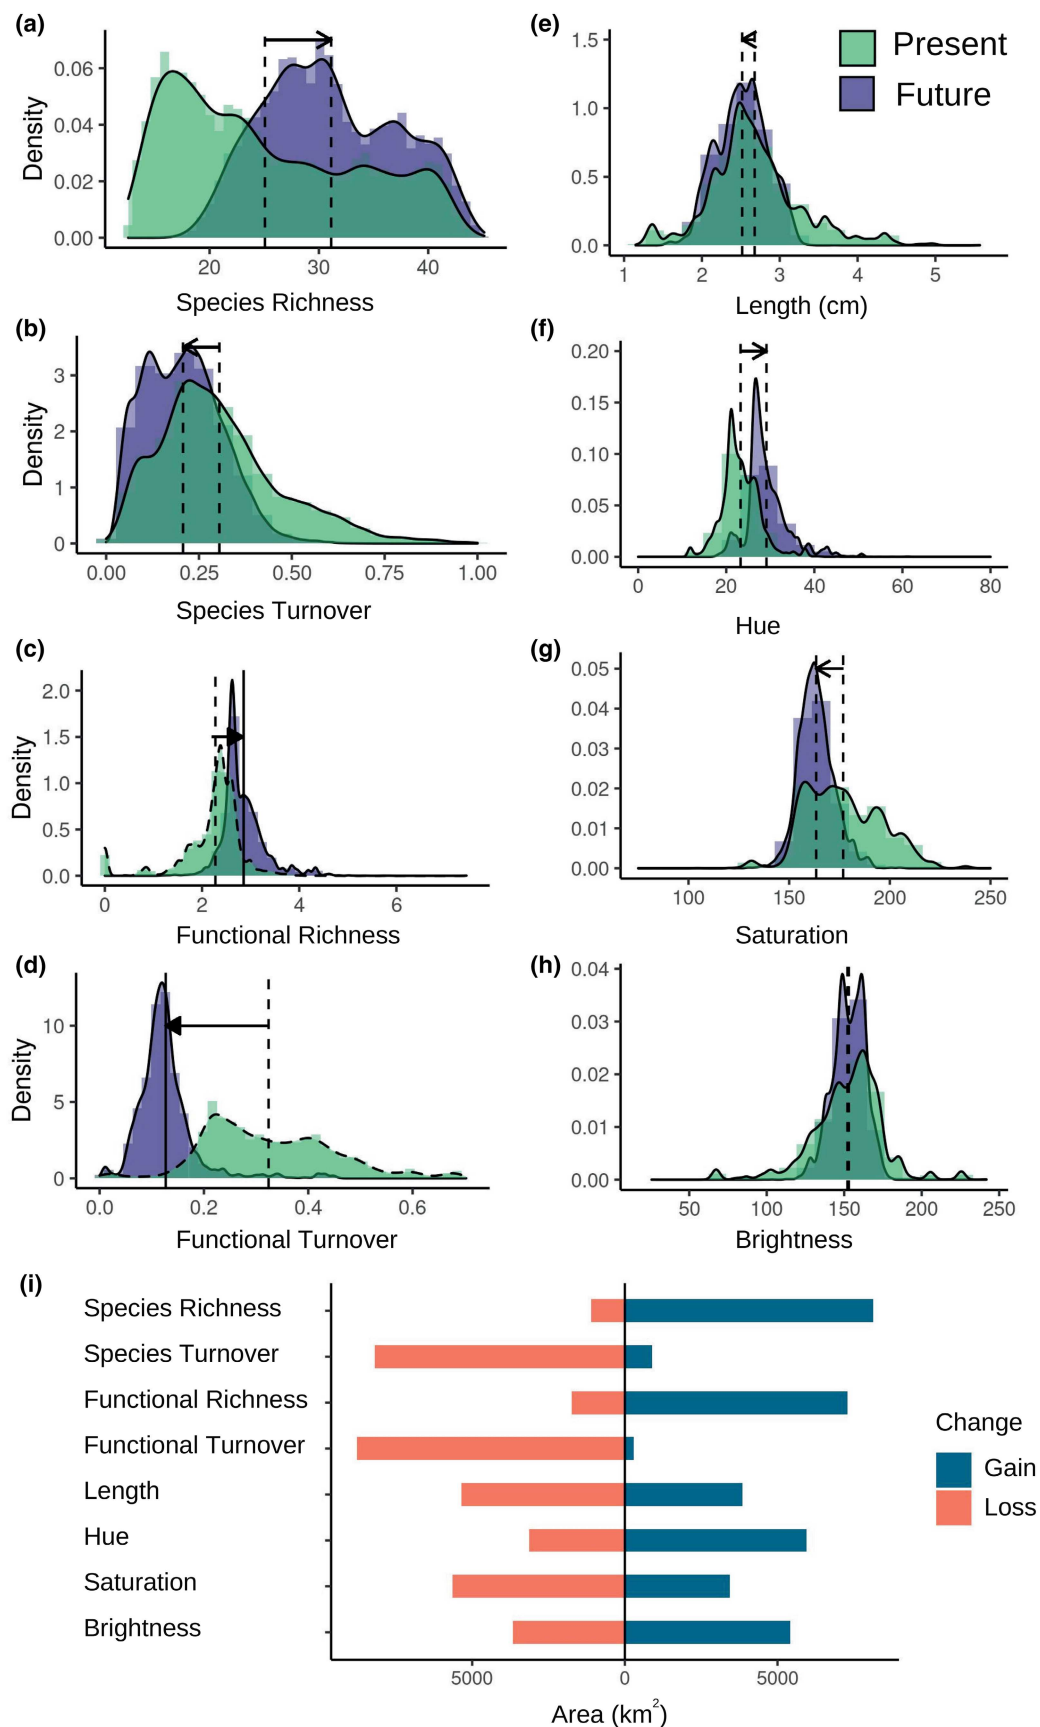 (a)
0.06
0.04
0.02
0.00
Density
20 30 40
Species Richness
(b)
3
2
1
0
Density
0.00 0.25 0.50 0.75 1.00
Species Turnover
(c)
2.0
1.5
1.0
0.5
0.0
Density
0 2 4 6
Functional Richness
(d)
10
5
0
Density
0.0 0.2 0.4 0.6
Functional Turnover
(e)
Present
Future
1.5
1.0
0.5
0.0
1 2 3 4 5
Length (cm)
(f)
0.20
0.15
0.10
0.05
0.00
0 20 40 60 80
Hue
(g)
0.05
0.04
0.03
0.02
0.01
0.00
100 150 200 250
Saturation
(h)
0.04
0.03
0.02
0.01
0.00
50 100 150 200 250
Brightness
(i)
Species Richness
Species Turnover
Functional Richness
Functional Turnover
Length
Hue
Saturation
Brightness
5000 0 5000
Area (km²)
Change
Gain
Loss